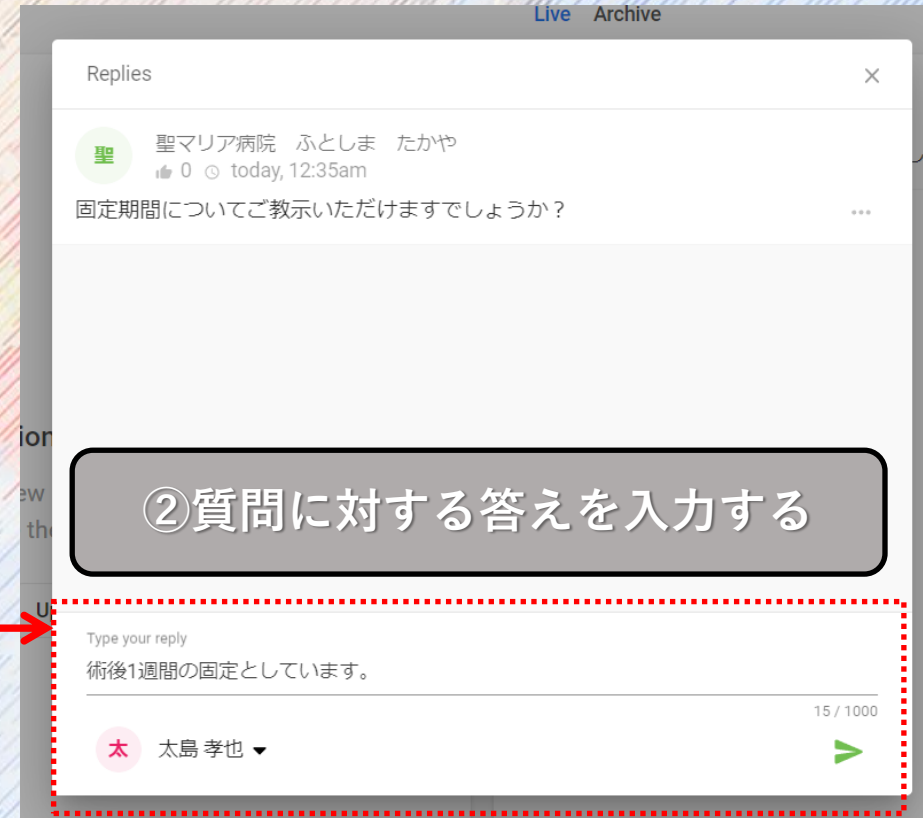 Live Archive
Replies ×
聖 聖マリア病院　ふとしま　たかや
0 today, 12:35am
固定期間についてご教示いただけますでしょうか？
...
ion
ew
the
②質問に対する答えを入力する
U
Type your reply
術後1週間の固定としています。
15 / 1000
太 太島 孝也